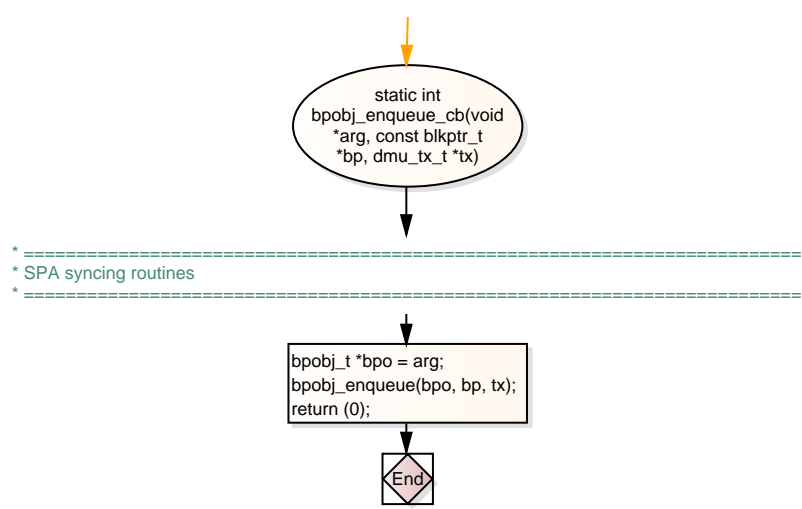 static int
bpobj_enqueue_cb(void
*arg, const blkptr_t
*bp, dmu_tx_t *tx)
* ==========================================================================
* SPA syncing routines
* ==========================================================================
bpobj_t *bpo = arg;
bpobj_enqueue(bpo, bp, tx);
return (0);
End